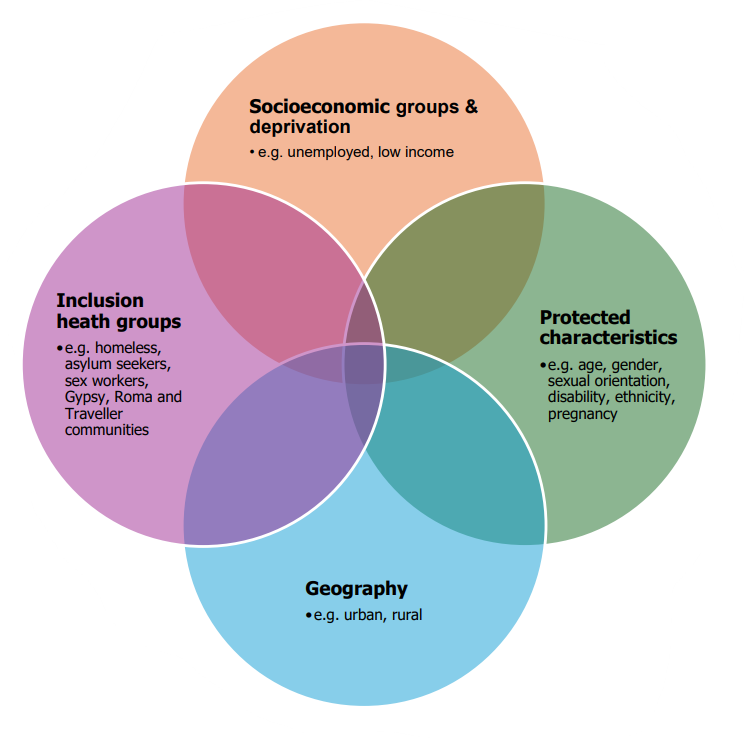 Socioeconomic groups &
deprivation
• e.g. unemployed, low income
Inclusion
heath groups
• e.g. homeless,
asylum seekers,
sex workers,
Gypsy, Roma and
Traveller
communities
Protected
characteristics
• e.g. age, gender,
sexual orientation,
disability, ethnicity,
pregnancy
Geography
• e.g. urban, rural